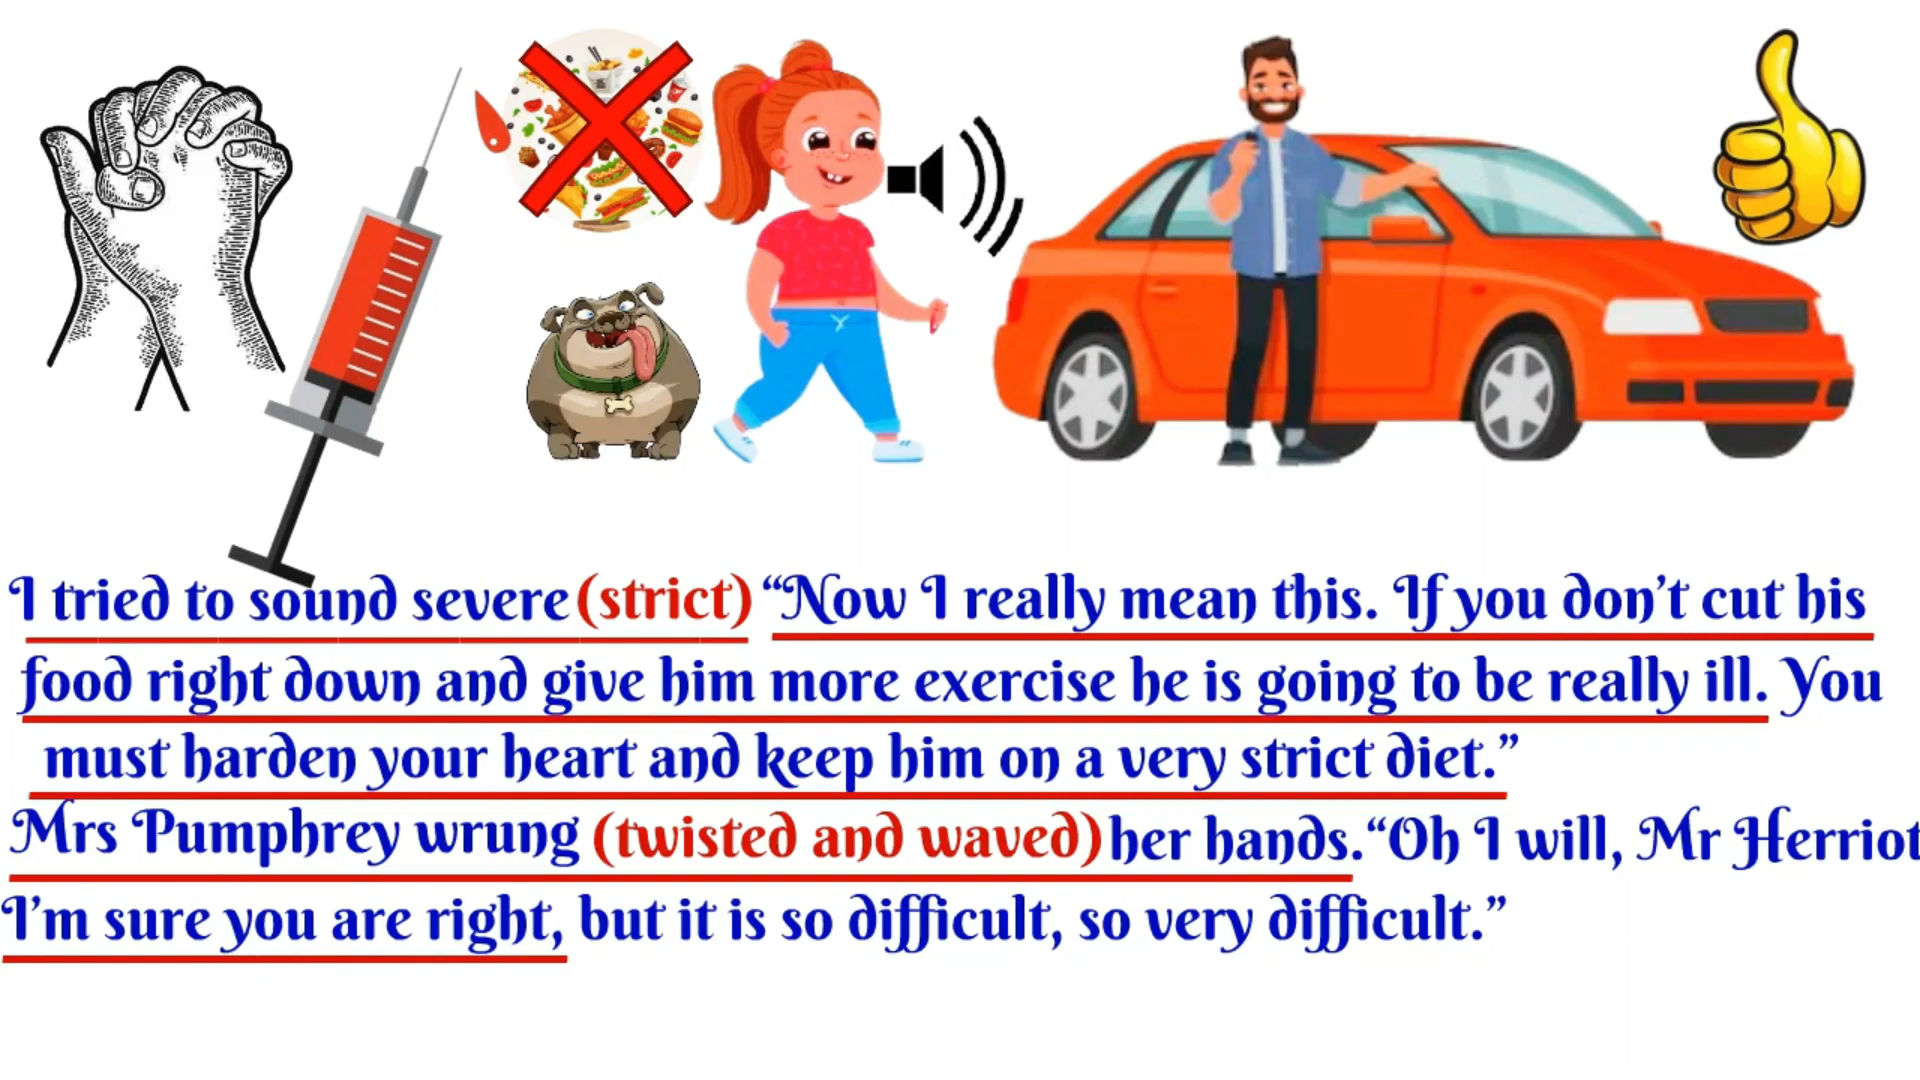 I tried to sound severe (strict) “Now I really mean this. If you don’t cut his
food right down and give him more exercise he is going to be really ill. You
must harden your heart and keep him on a very strict diet.”
Mrs Pumphrey wrung (twisted and waved) her hands. “Oh I will, Mr Herriot
I’m sure you are right, but it is so difficult, so very difficult.”